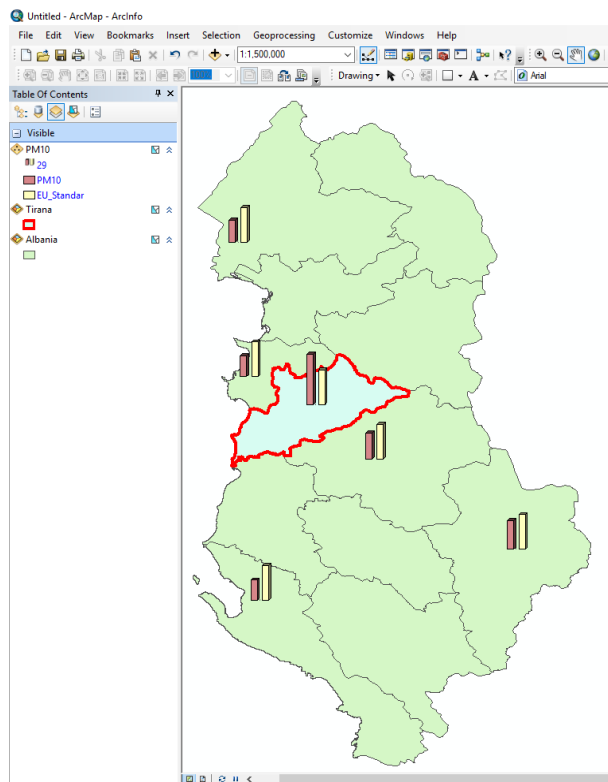 Untitled - ArcMap - ArcInfo
File Edit View Bookmarks Insert Selection Geoprocessing Customize Windows Help
1:1,500,000
Drawing A Arial
Table Of Contents
Visible
PM10
29
PM10
EU_Standar
Tirana
Albania